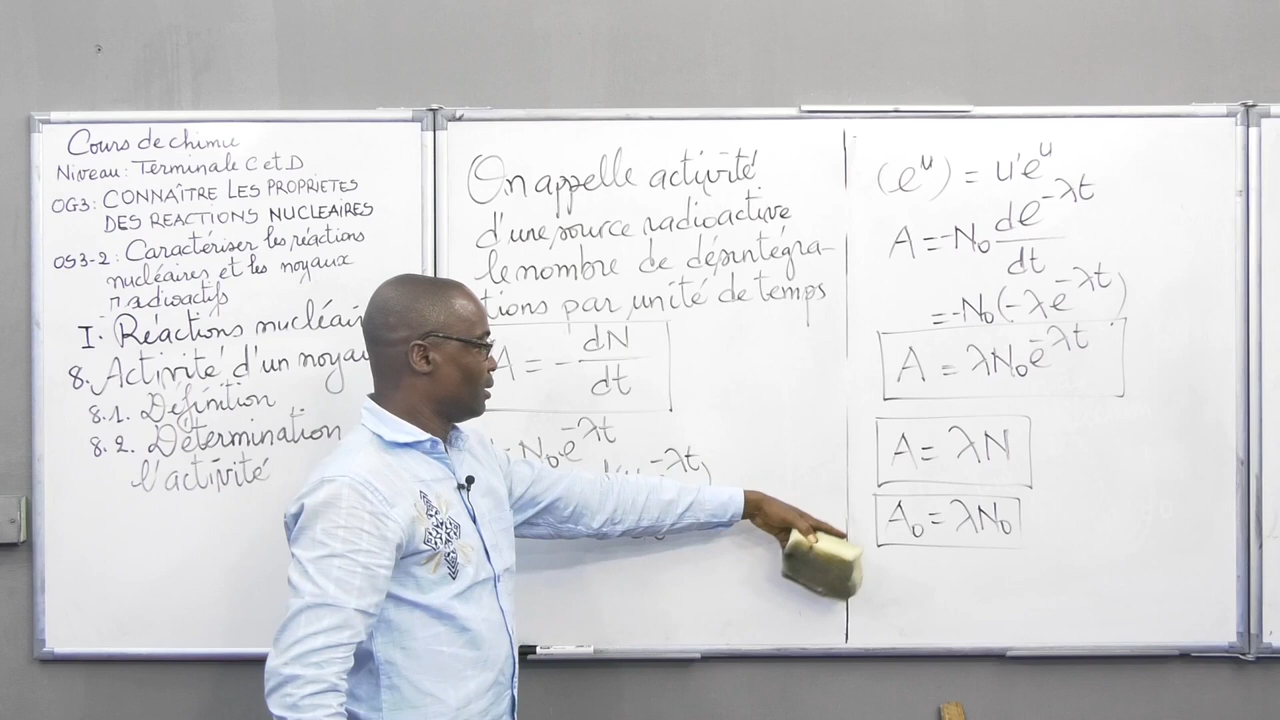 Cours de chimie
Niveau: Terminale C et D
OG3: CONNAÎTRE LES PROPRIETES
DES REACTIONS NUCLEAIRES
OS3-2: Caractériser les réactions
nucléaires et les noyaux
radioactifs
I. Réactions nucléai
8. Activité d'un noyau
8.1. Définition
8.2. Détermination
l'activité
On appelle activité
d'une source radioactive
le nombre de désintégra-
tions par unité de temps
A = - dN/dt
N₀e^-λt
(e^u) = u'e^u
A = -N₀ de^-λt/dt
= -N₀(-λe^-λt)
A = λN₀e^-λt
A = λN
A₀ = λN₀